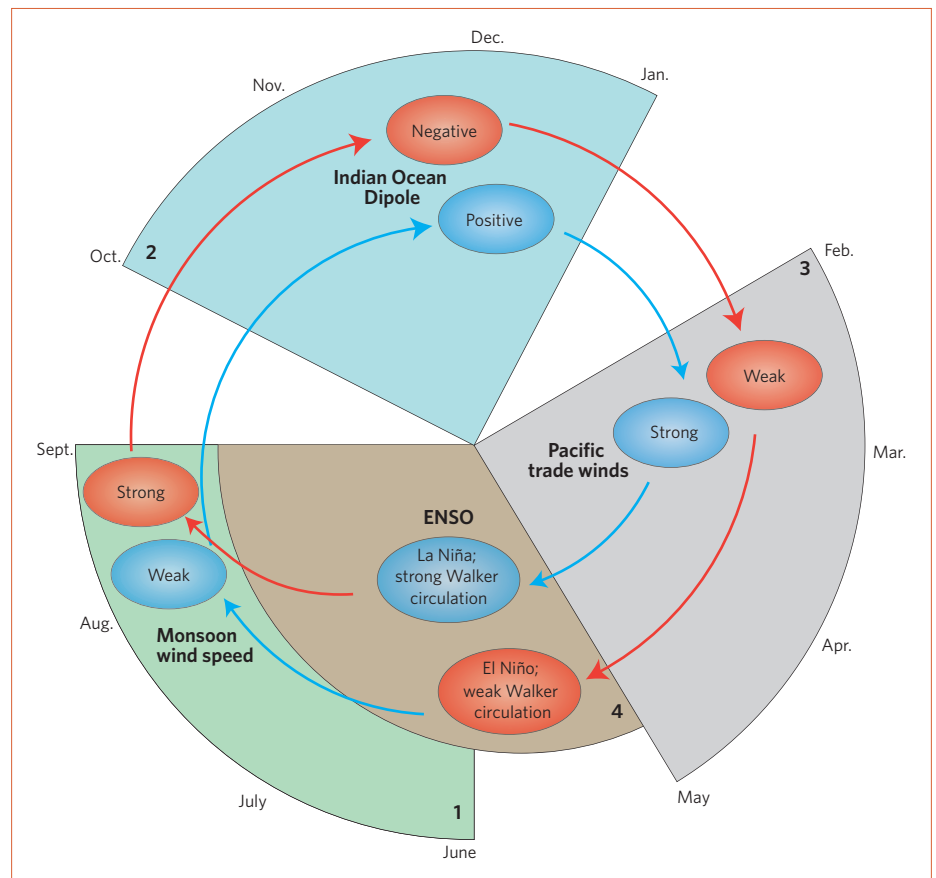 Dec.
Nov.
Jan.
Negative
Indian Ocean
Dipole
Positive
Oct.
2
3
Feb.
Weak
Strong
Pacific
trade winds
Mar.
Sept.
Strong
ENSO
La Niña;
strong Walker
circulation
Weak
Aug.
Monsoon
wind speed
El Niño;
weak Walker
circulation
4
Apr.
July
1
May
June